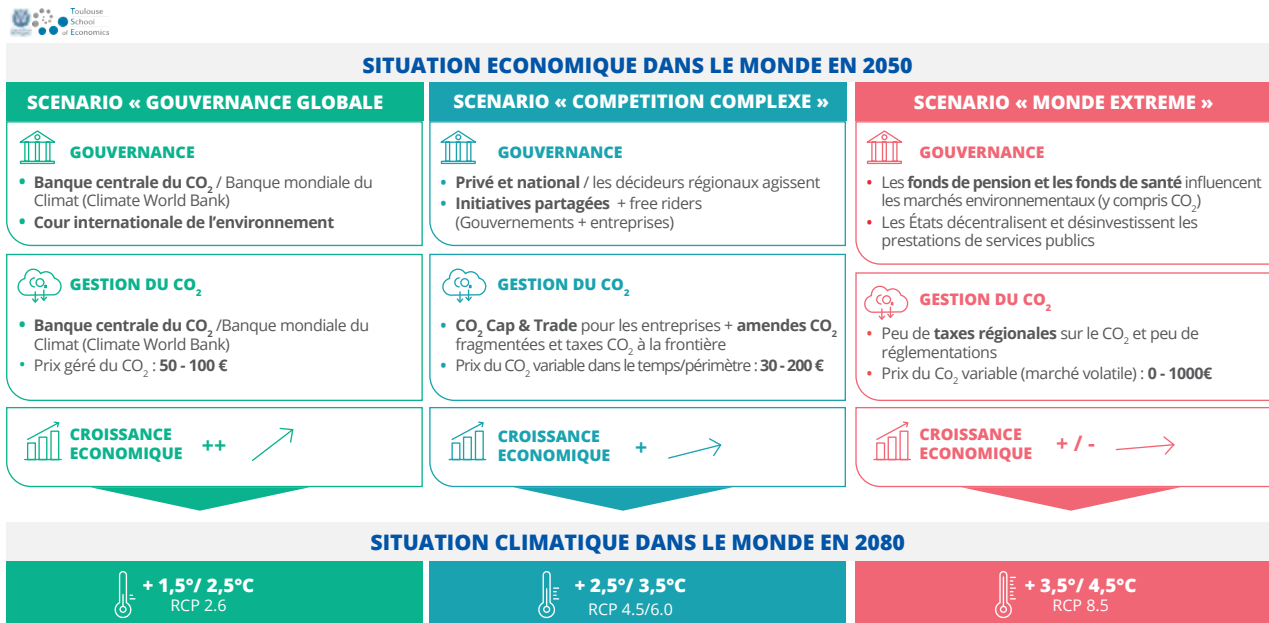 Toulouse
School
of Economics
SITUATION ECONOMIQUE DANS LE MONDE EN 2050
SCENARIO « GOUVERNANCE GLOBALE
GOUVERNANCE
• Banque centrale du CO₂ / Banque mondiale du
Climat (Climate World Bank)
• Cour internationale de l'environnement
GESTION DU CO₂
• Banque centrale du CO₂ /Banque mondiale du
Climat (Climate World Bank)
• Prix géré du CO₂ : 50 - 100 €
CROISSANCE
ECONOMIQUE ++
SCENARIO « COMPETITION COMPLEXE »
GOUVERNANCE
• Privé et national / les décideurs régionaux agissent
• Initiatives partagées + free riders
(Gouvernements + entreprises)
CO₂
GESTION DU CO₂
• CO₂ Cap & Trade pour les entreprises + amendes CO₂
fragmentées et taxes CO₂ à la frontière
• Prix du CO₂ variable dans le temps/périmètre : 30 - 200 €
CROISSANCE
ECONOMIQUE +
SCENARIO « MONDE EXTREME »
GOUVERNANCE
• Les fonds de pension et les fonds de santé influencent
les marchés environnementaux (y compris CO₂)
• Les États décentralisent et désinvestissent les
prestations de services publics
CO₂
GESTION DU CO₂
• Peu de taxes régionales sur le CO₂ et peu de
réglementations
• Prix du Co₂ variable (marché volatile) : 0 - 1000€
CROISSANCE
ECONOMIQUE + / -
SITUATION CLIMATIQUE DANS LE MONDE EN 2080
+ 1,5°/ 2,5°C
RCP 2.6
+ 2,5°/ 3,5°C
RCP 4.5/6.0
+ 3,5°/ 4,5°C
RCP 8.5